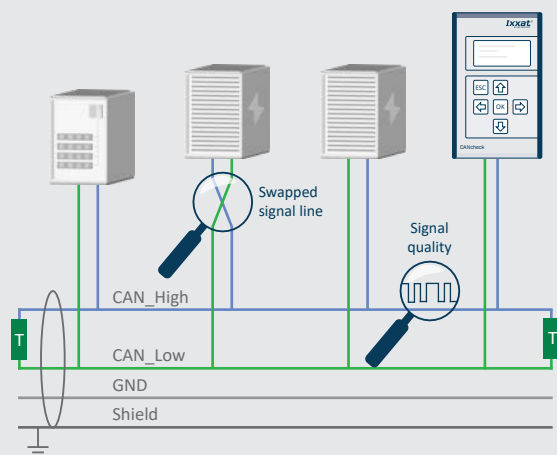 Ixxat®
ESC
OK
CANcheck
Swapped
signal line
Signal
quality
CAN_High
T
T
CAN_Low
GND
Shield